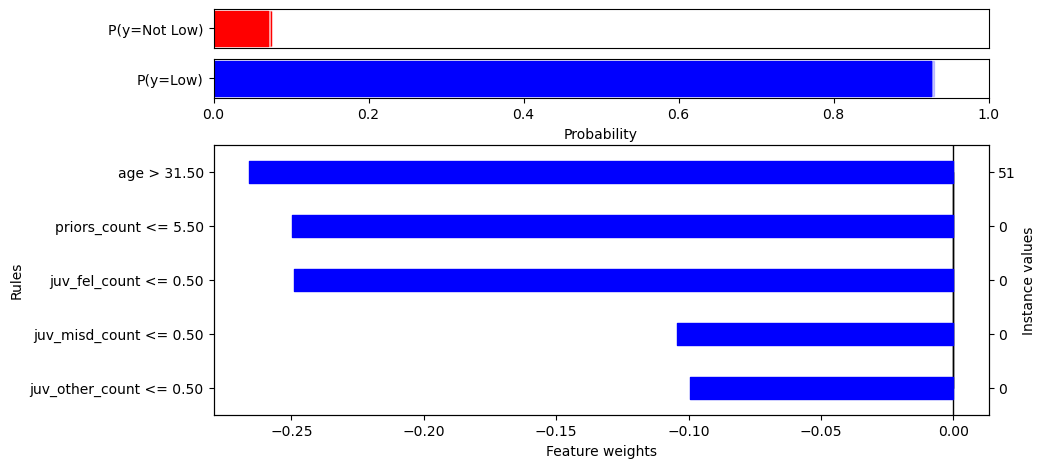 P(y=Not Low)
P(y=Low)
0.0 0.2 0.4 0.6 0.8 1.0
Probability
age > 31.50 51
priors_count <= 5.50 0
juv_fel_count <= 0.50 0
juv_misd_count <= 0.50 0
juv_other_count <= 0.50 0
Rules
Instance values
−0.25 −0.20 −0.15 −0.10 −0.05 0.00
Feature weights